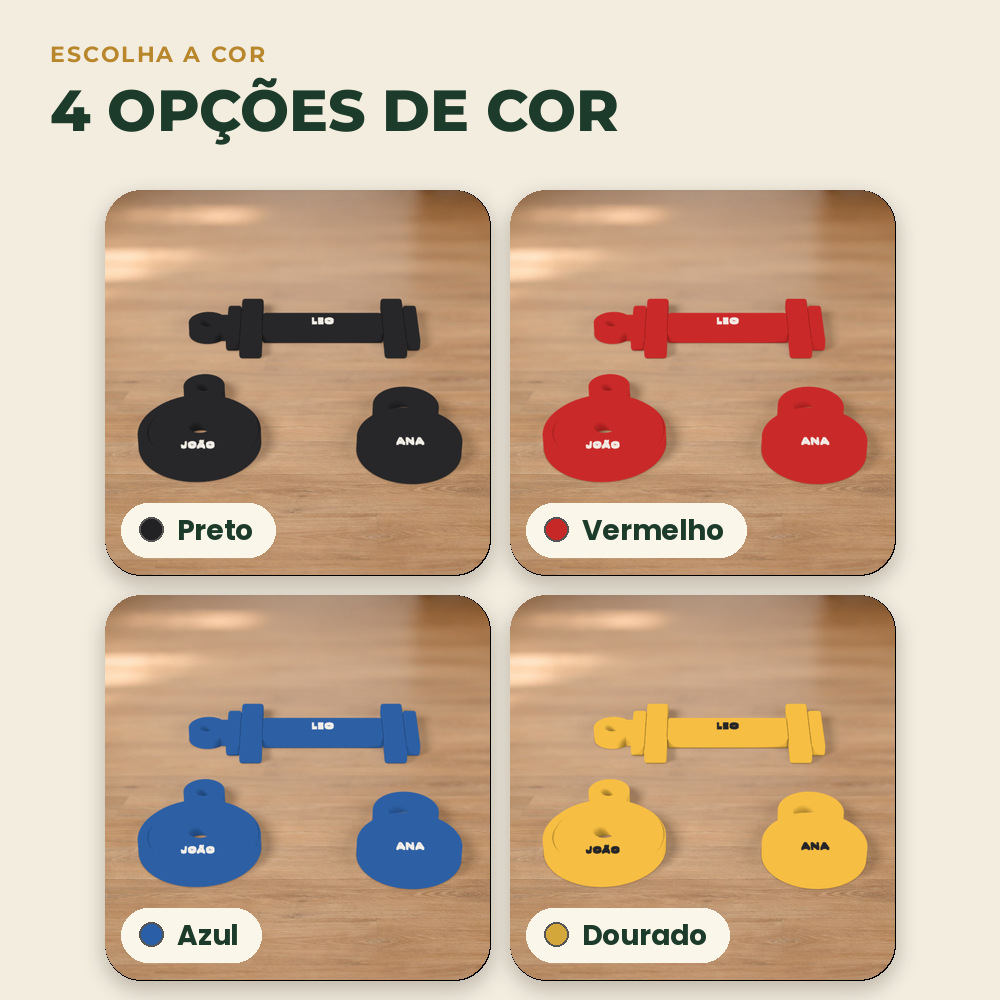 ESCOLHA A COR
4 OPÇÕES DE COR
LEO
JOÃO
ANA
Preto
LEO
JOÃO
ANA
Vermelho
LEO
JOÃO
ANA
Azul
LEO
JOÃO
ANA
Dourado